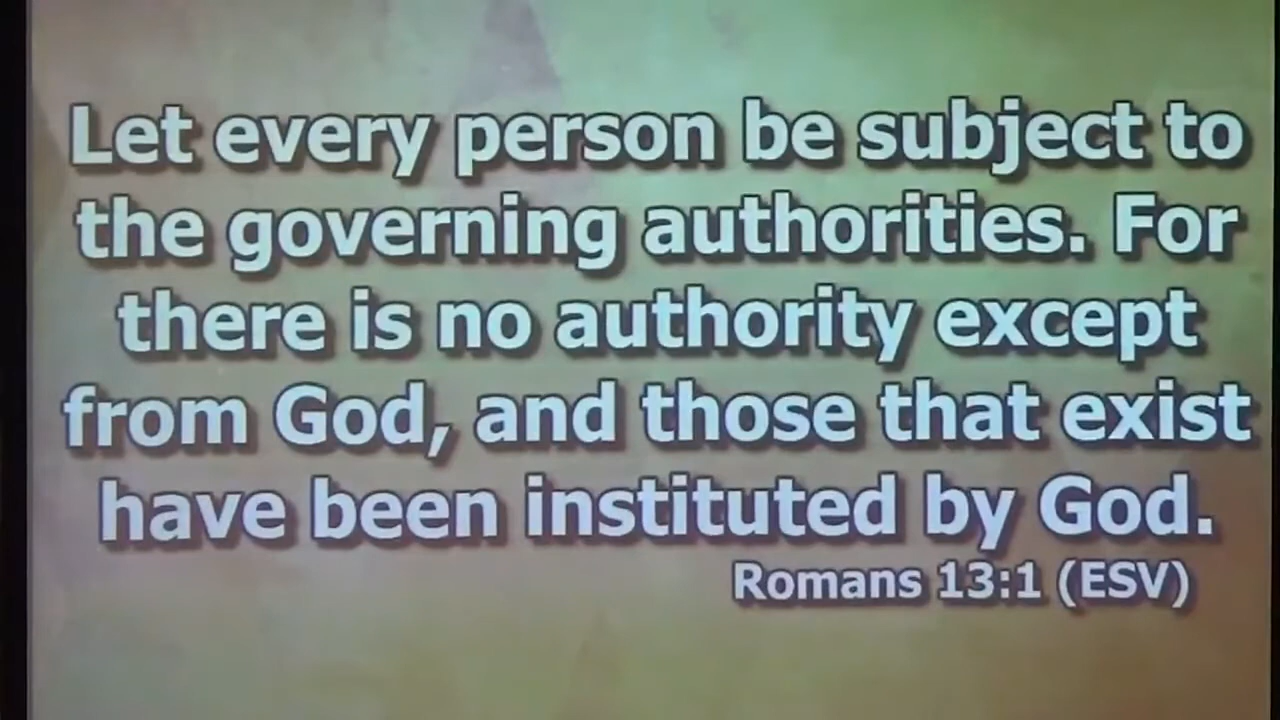 Let every person be subject to
the governing authorities. For
there is no authority except
from God, and those that exist
have been instituted by God.
Romans 13:1 (ESV)